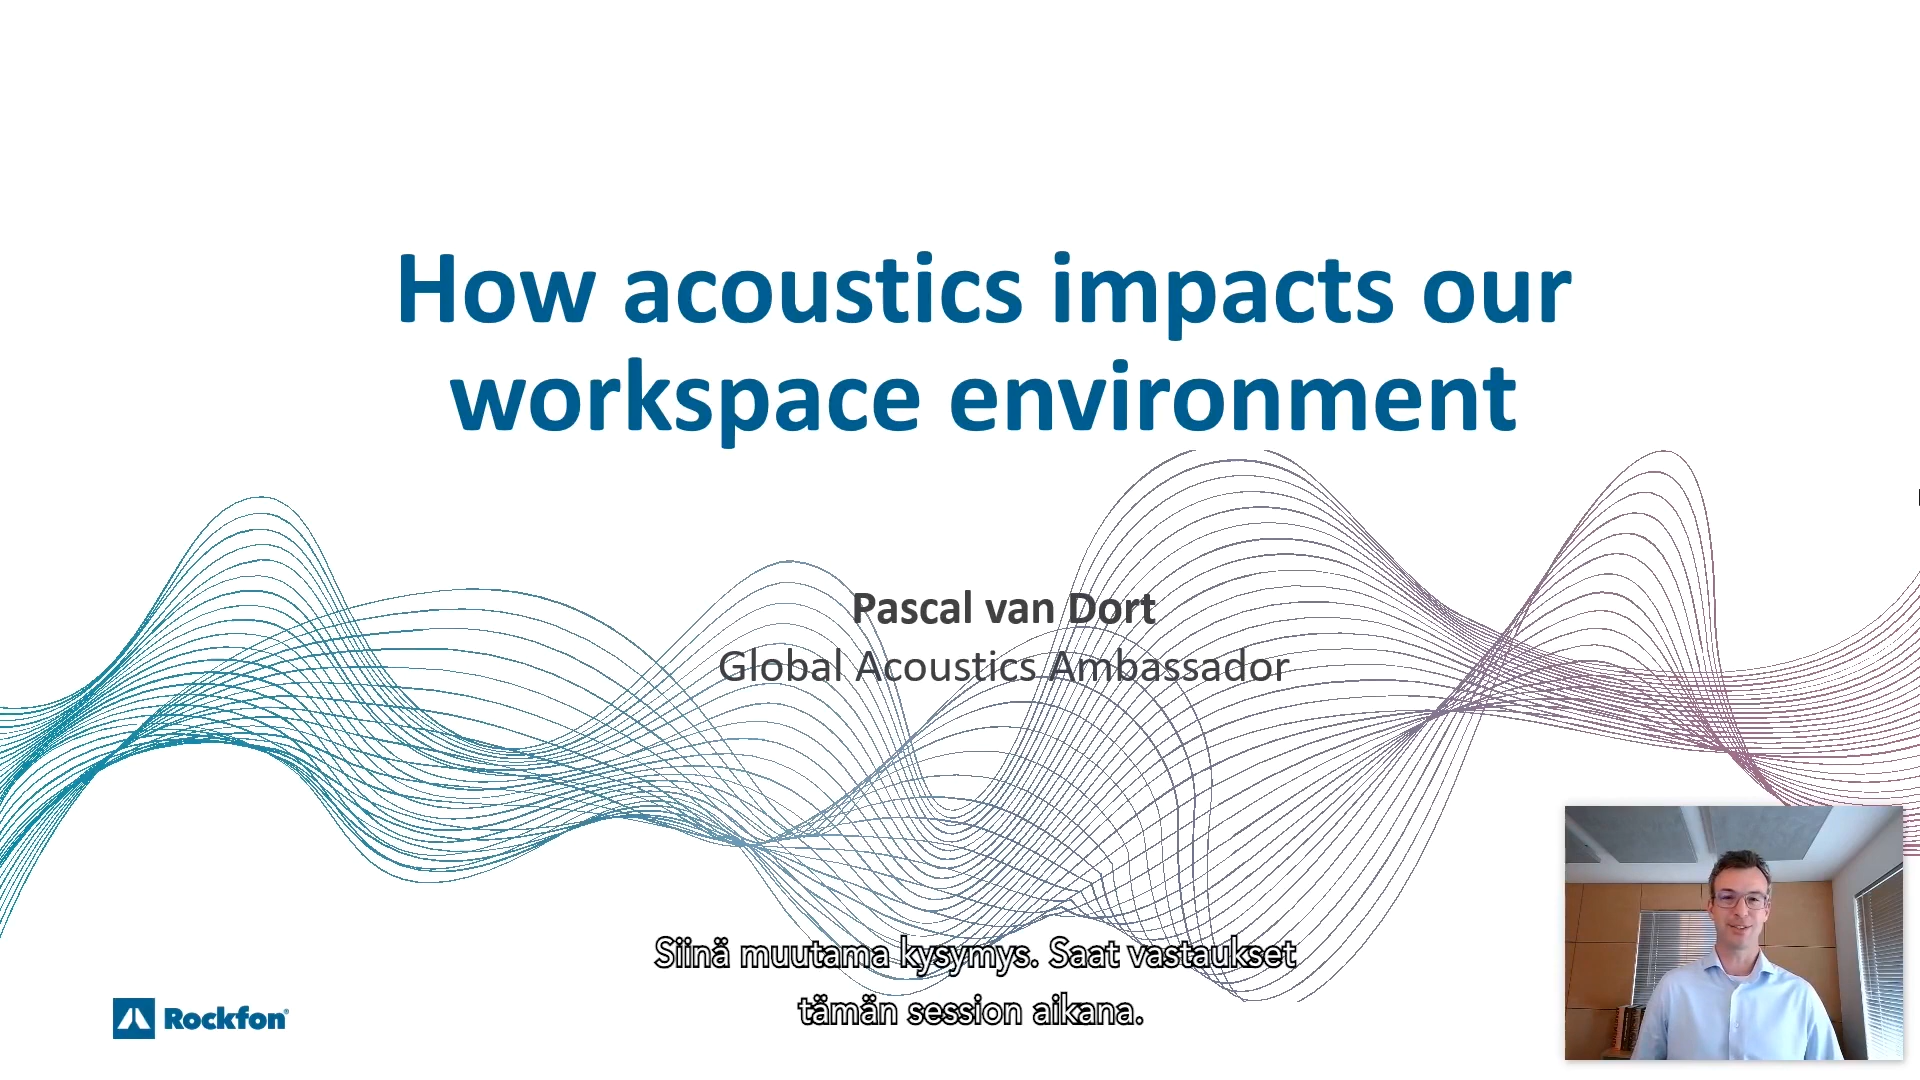 How acoustics impacts our
workspace environment
Pascal van Dort
Global Acoustics Ambassador
Siinä muutama kysymys. Saat vastaukset
tämän session aikana.
Rockfon®